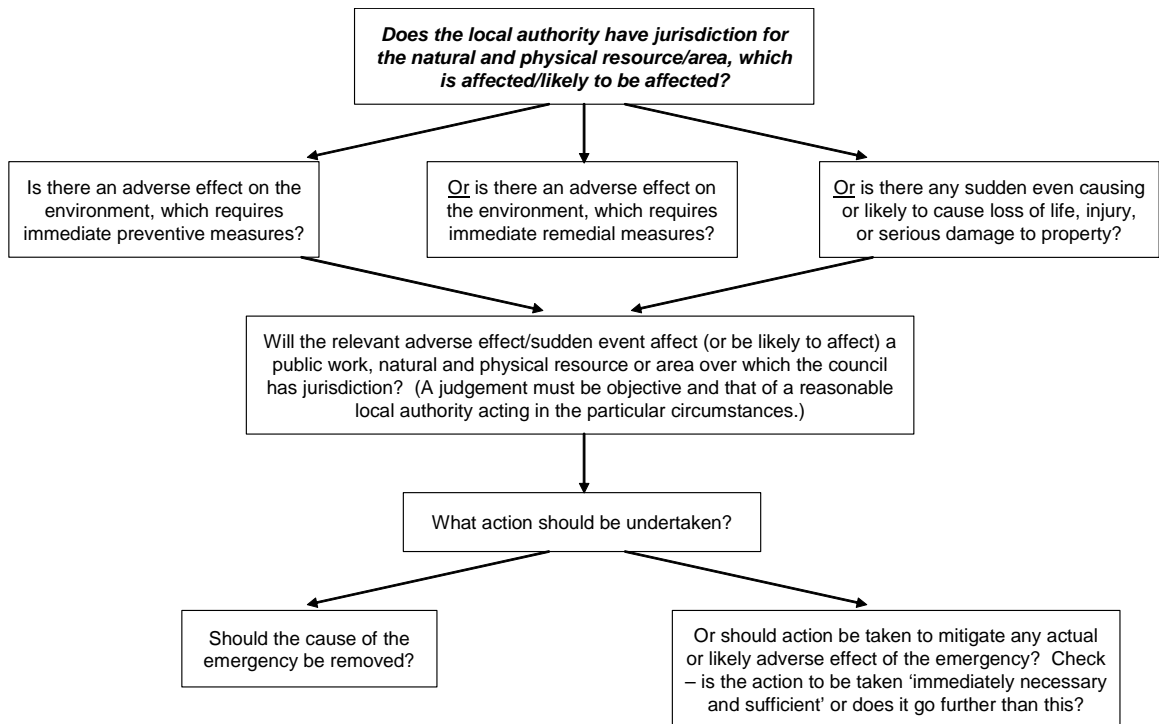 Does the local authority have jurisdiction for
the natural and physical resource/area, which
is affected/likely to be affected?
Is there an adverse effect on the
environment, which requires
immediate preventive measures?
Or is there an adverse effect on
the environment, which requires
immediate remedial measures?
Or is there any sudden even causing
or likely to cause loss of life, injury,
or serious damage to property?
Will the relevant adverse effect/sudden event affect (or be likely to affect) a
public work, natural and physical resource or area over which the council
has jurisdiction?  (A judgement must be objective and that of a reasonable
local authority acting in the particular circumstances.)
What action should be undertaken?
Should the cause of the
emergency be removed?
Or should action be taken to mitigate any actual
or likely adverse effect of the emergency?  Check
– is the action to be taken ‘immediately necessary
and sufficient’ or does it go further than this?